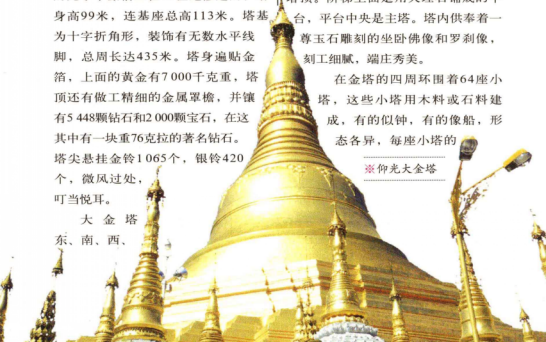 身高99米，连基座总高113米。塔基
为十字折角形，装饰有无数水平线
脚，总周长达435米。塔身遍贴金
箔，上面的黄金有7 000千克重，塔
顶还有做工精细的金属罩檐，并镶
有5 448颗钻石和2 000颗宝石，在这
其中有一块重76克拉的著名钻石。
塔尖悬挂金铃1 065个，银铃420
个，微风过处，
叮当悦耳。
大金塔
东、南、西、
台，平台中央是主塔。塔内供奉着一
尊玉石雕刻的坐卧佛像和罗刹像，
刻工细腻，端庄秀美。
在金塔的四周环围着64座小
塔，这些小塔用木料或石料建
成，有的似钟，有的像船，形
态各异，每座小塔的
※仰光大金塔